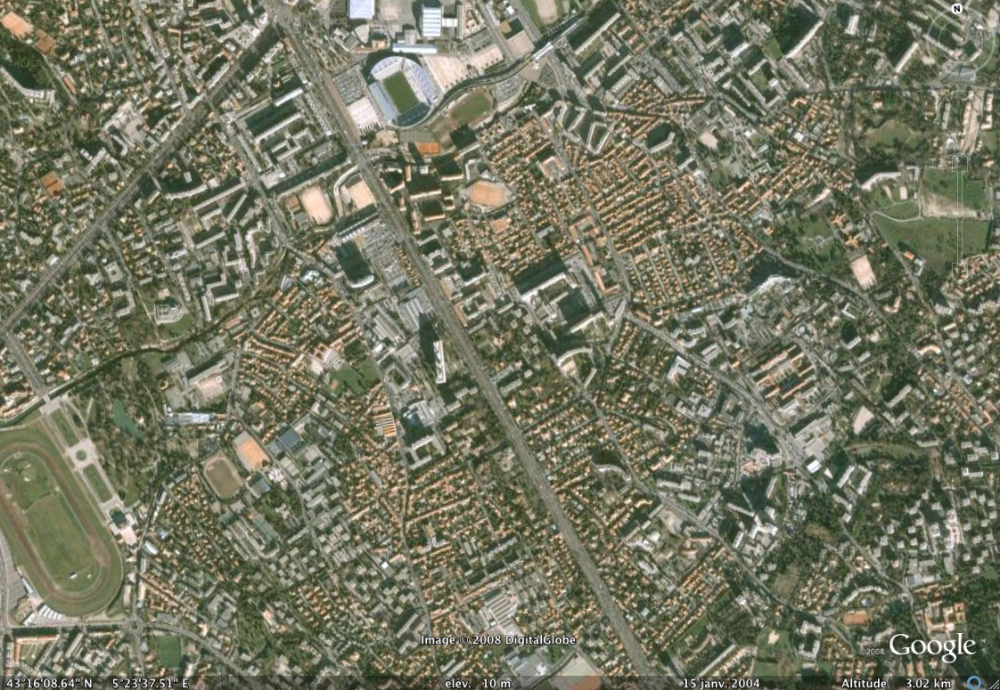 N
Image © 2008 DigitalGlobe
©2008 Google™
43°16'08.64" N 5°23'37.51" E élév. 10 m 15 janv. 2004 Altitude 3.02 km